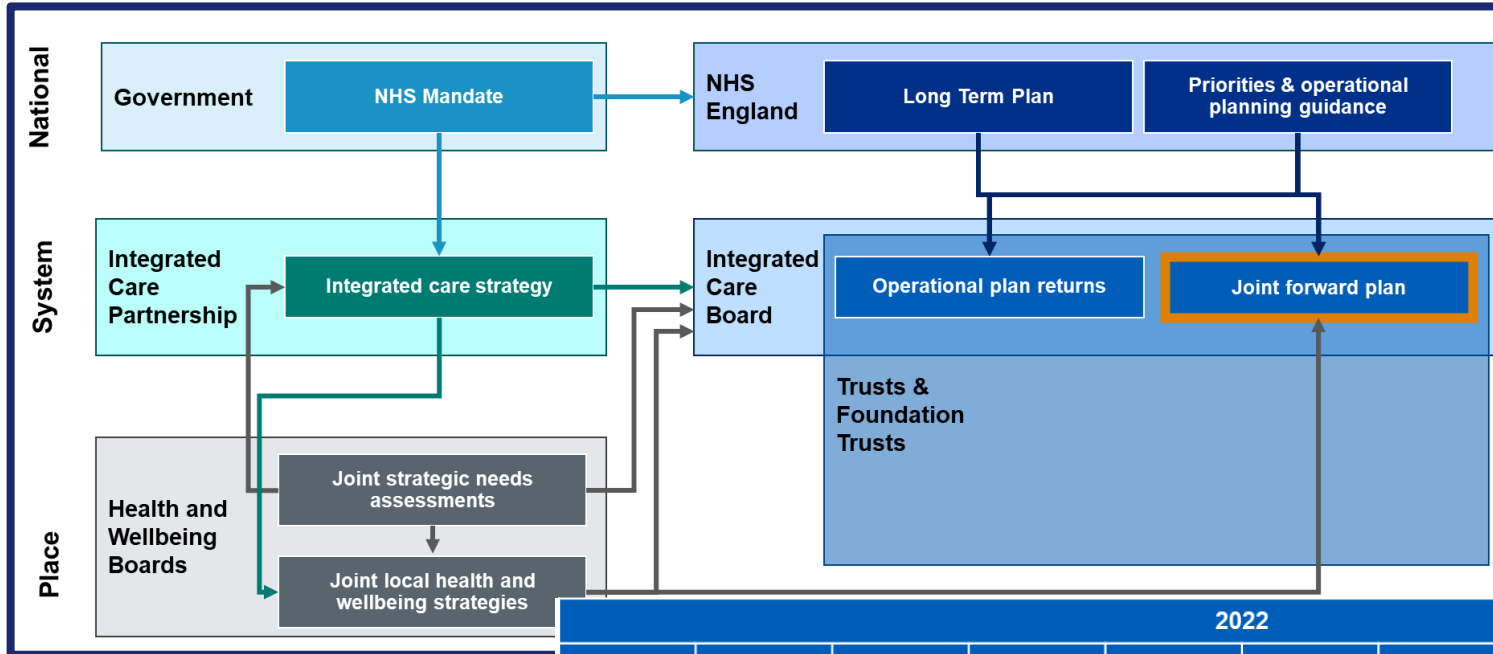 National
Government
NHS Mandate
NHS
England
Long Term Plan
Priorities & operational
planning guidance
System
Integrated
Care
Partnership
Integrated care strategy
Integrated
Care
Board
Operational plan returns
Joint forward plan
Trusts &
Foundation
Trusts
Place
Health and
Wellbeing
Boards
Joint strategic needs
assessments
Joint local health and
wellbeing strategies
2022